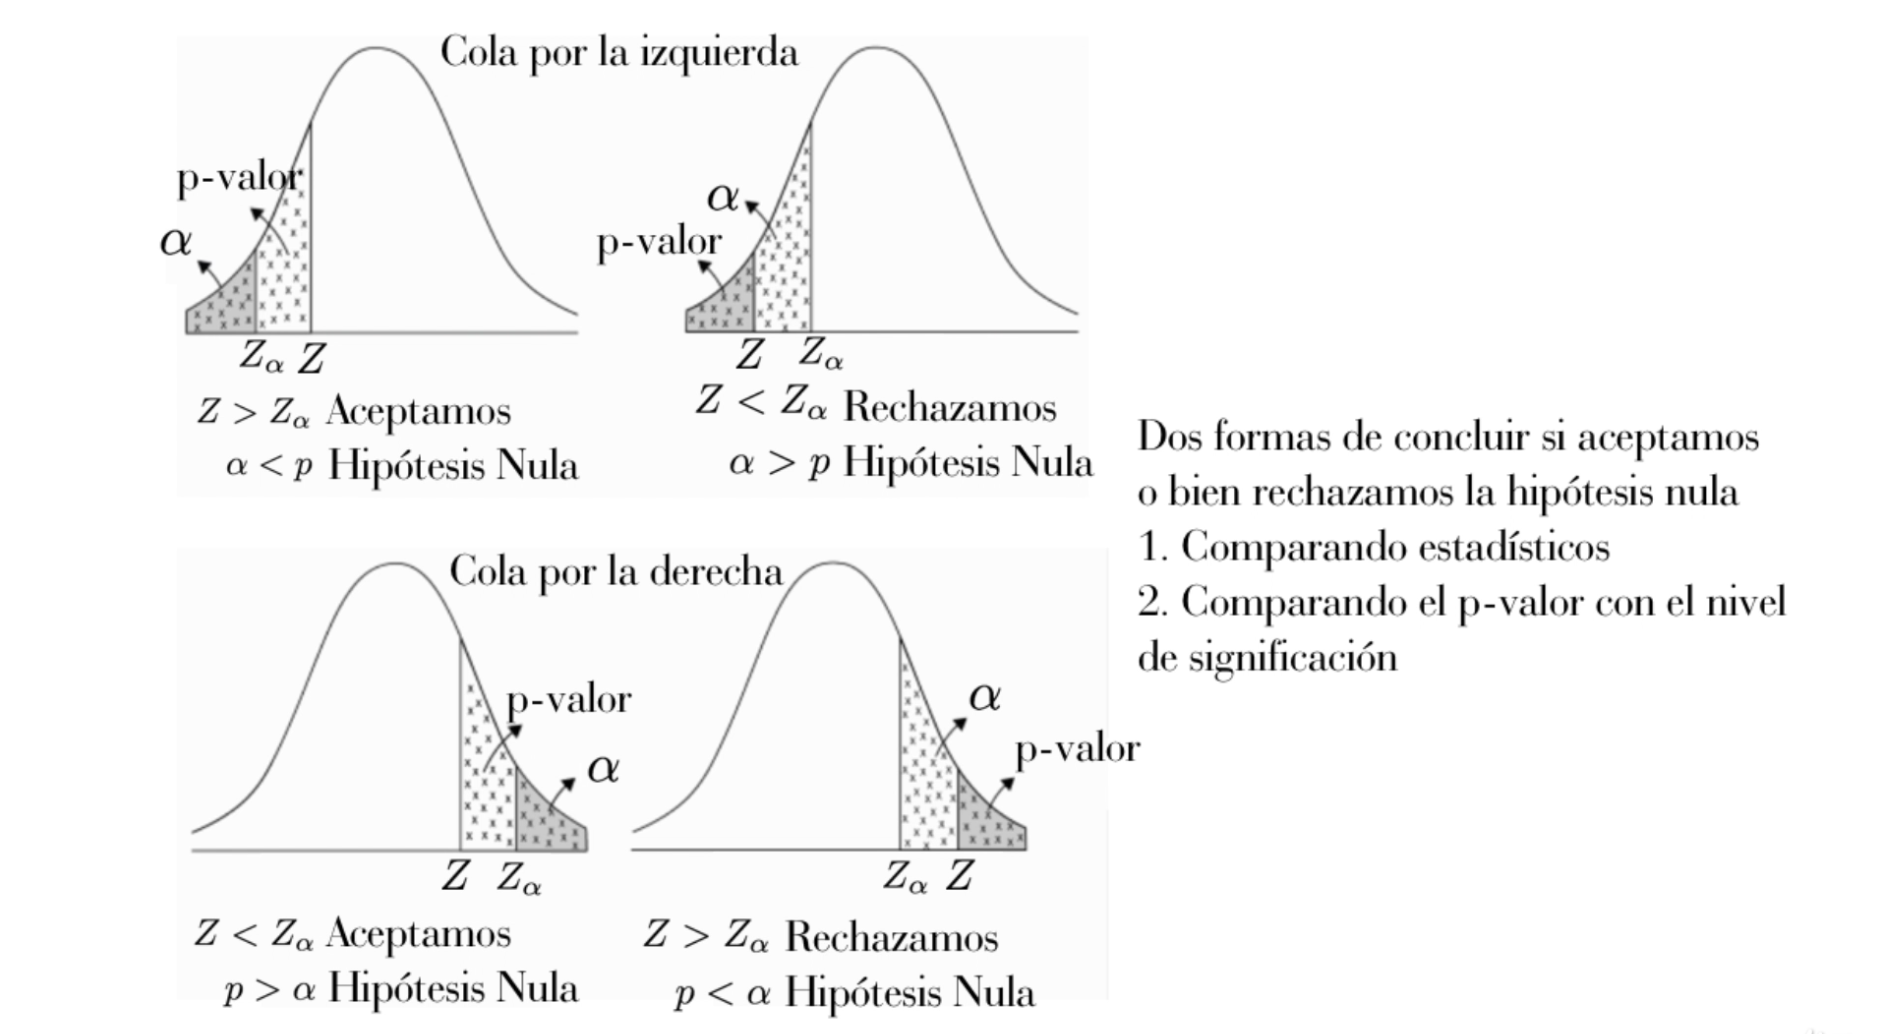 Cola por la izquierda
p-valor
α
Zα Z
Z > Zα Aceptamos
α < p Hipótesis Nula
α
p-valor
Z Zα
Z < Zα Rechazamos
α > p Hipótesis Nula
Cola por la derecha
p-valor
α
Z Zα
Z < Zα Aceptamos
p > α Hipótesis Nula
α
p-valor
Zα Z
Z > Zα Rechazamos
p < α Hipótesis Nula
Dos formas de concluir si aceptamos
o bien rechazamos la hipótesis nula
1. Comparando estadísticos
2. Comparando el p-valor con el nivel
de significación